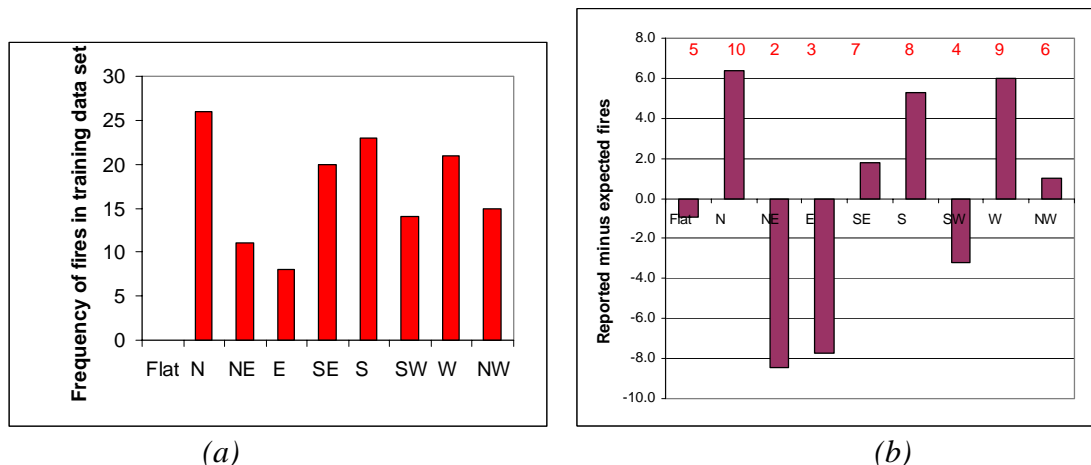 Frequency of fires in training data set
30
25
20
15
10
5
0
Flat N NE E SE S SW W NW
(a)
Reported minus expected fires
8.0
6.0
4.0
2.0
0.0
-2.0
-4.0
-6.0
-8.0
-10.0
5 10 2 3 7 8 4 9 6
Flat N NE E SE S SW W NW
(b)